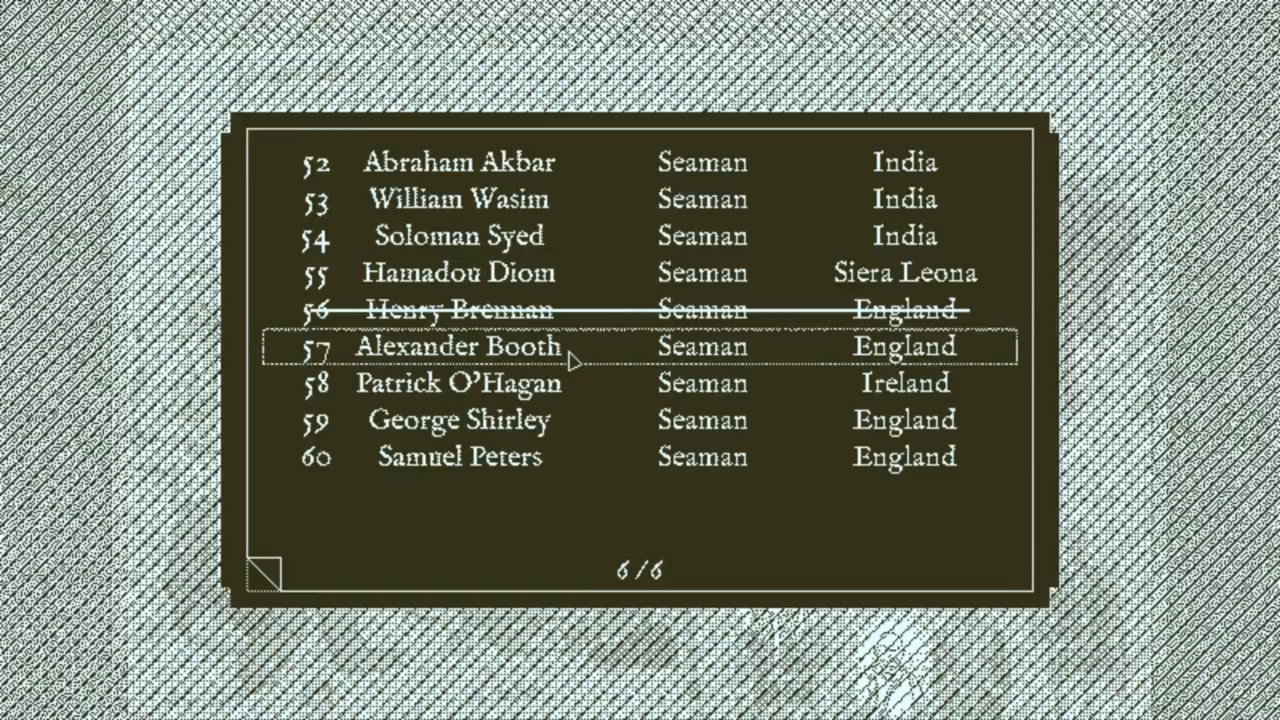 52 Abraham Akbar Seaman India
53 William Wasim Seaman India
54 Soloman Syed Seaman India
55 Hamadou Diom Seaman Siera Leona
56 Henry Brennan Seaman England
57 Alexander Booth Seaman England
58 Patrick O'Hagan Seaman Ireland
59 George Shirley Seaman England
60 Samuel Peters Seaman England
6/6